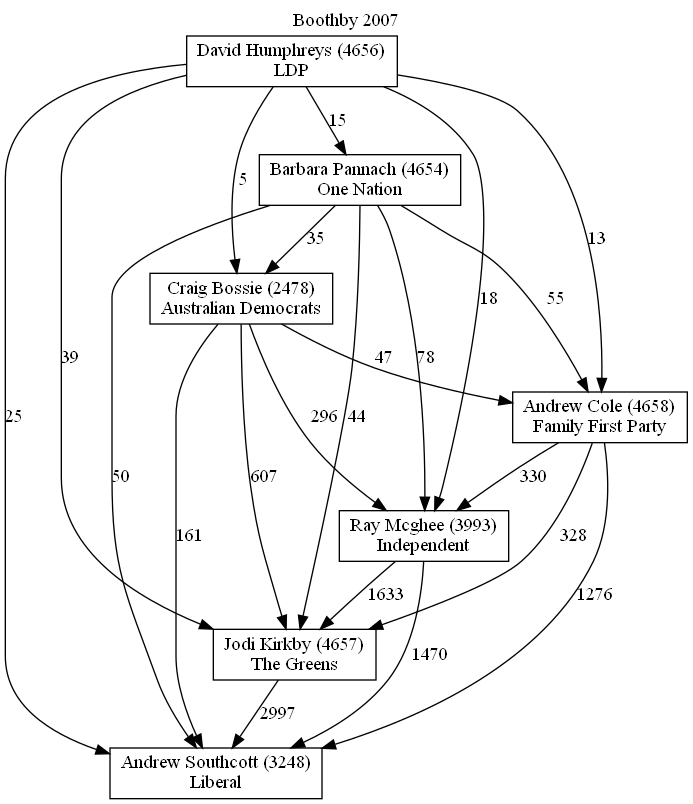 Boothby 2007
David Humphreys (4656)
LDP
15
Barbara Pannach (4654)
One Nation
5
35
13
Craig Bossie (2478)
Australian Democrats
18
55
39
47
78
Andrew Cole (4658)
Family First Party
25
296
44
50
607
330
Ray Mcghee (3993)
Independent
161
328
1633
1276
Jodi Kirkby (4657)
The Greens
1470
2997
Andrew Southcott (3248)
Liberal